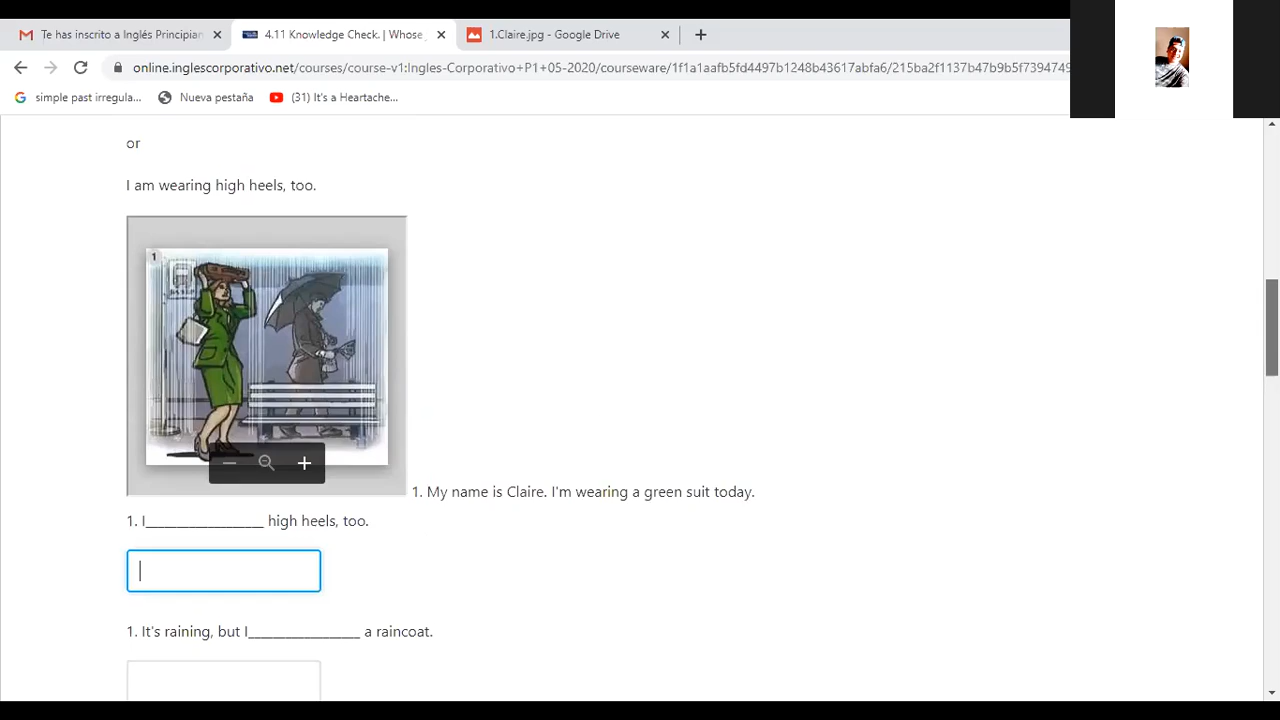 Te has inscrito a Inglés Principian
4.11 Knowledge Check. | Whose
1.Claire.jpg - Google Drive
online.inglescorporativo.net/courses/course-v1:Ingles-Corporativo+P1+05-2020/courseware/1f1a1aafb5fd4497b1248b43617abfa6/215ba2f1137b47b9b5f7394749
simple past irregula...
Nueva pestaña
(31) It's a Heartache...
or
I am wearing high heels, too.
1
1. My name is Claire. I'm wearing a green suit today.
1. I_________________ high heels, too.
1. It's raining, but I________________ a raincoat.